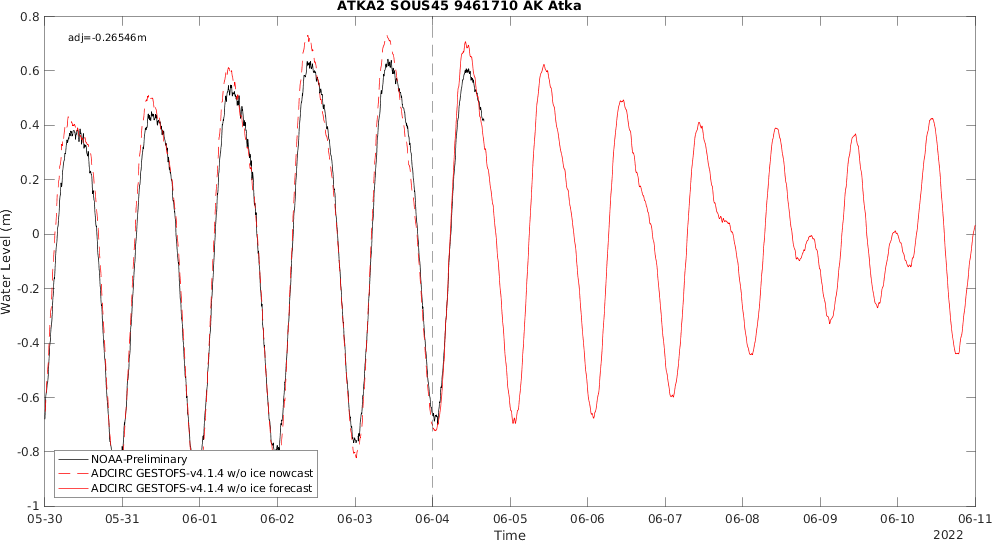 ATKA2 SOUS45 9461710 AK Atka
adj=-0.26546m
0.8
0.6
0.4
0.2
0
-0.2
-0.4
-0.6
-0.8
-1
Water Level (m)
NOAA-Preliminary
ADCIRC GESTOFS-v4.1.4 w/o ice nowcast
ADCIRC GESTOFS-v4.1.4 w/o ice forecast
05-30 05-31 06-01 06-02 06-03 06-04 06-05 06-06 06-07 06-08 06-09 06-10 06-11
Time
2022